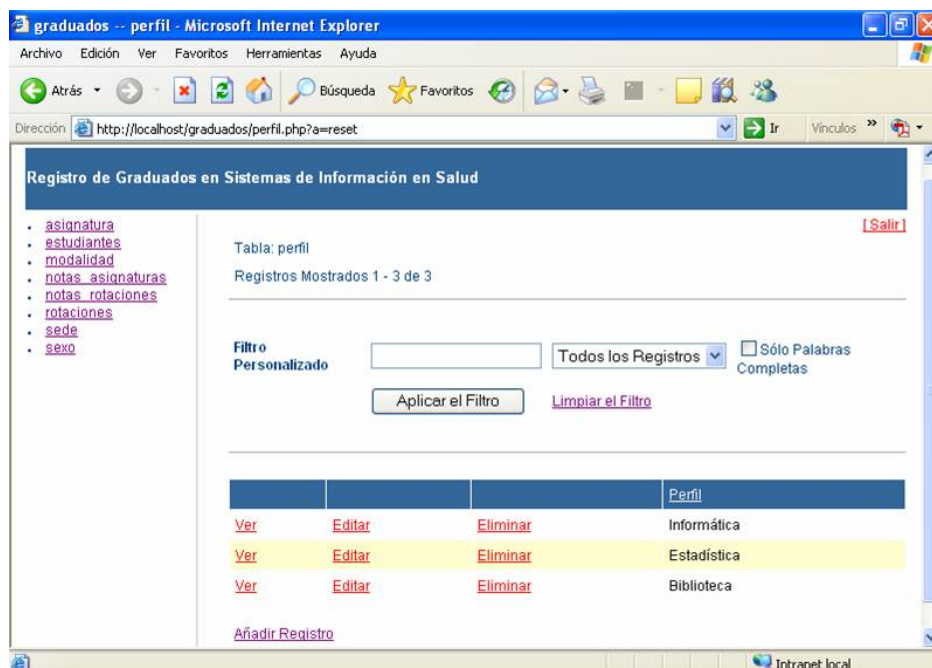 graduados -- perfil - Microsoft Internet Explorer
Archivo Edición Ver Favoritos Herramientas Ayuda
Atrás Búsqueda Favoritos
Dirección http://localhost/graduados/perfil.php?a=reset Ir Vínculos »
Registro de Graduados en Sistemas de Información en Salud
[ Salir ]
asignatura
estudiantes
modalidad
notas_asignaturas
notas_rotaciones
rotaciones
sede
sexo
Tabla: perfil
Registros Mostrados 1 - 3 de 3
Filtro
Personalizado
Todos los Registros
Sólo Palabras
Completas
Aplicar el Filtro Limpiar el Filtro
Perfil
Ver Editar Eliminar Informática
Ver Editar Eliminar Estadística
Ver Editar Eliminar Biblioteca
Añadir Registro
Intranet local